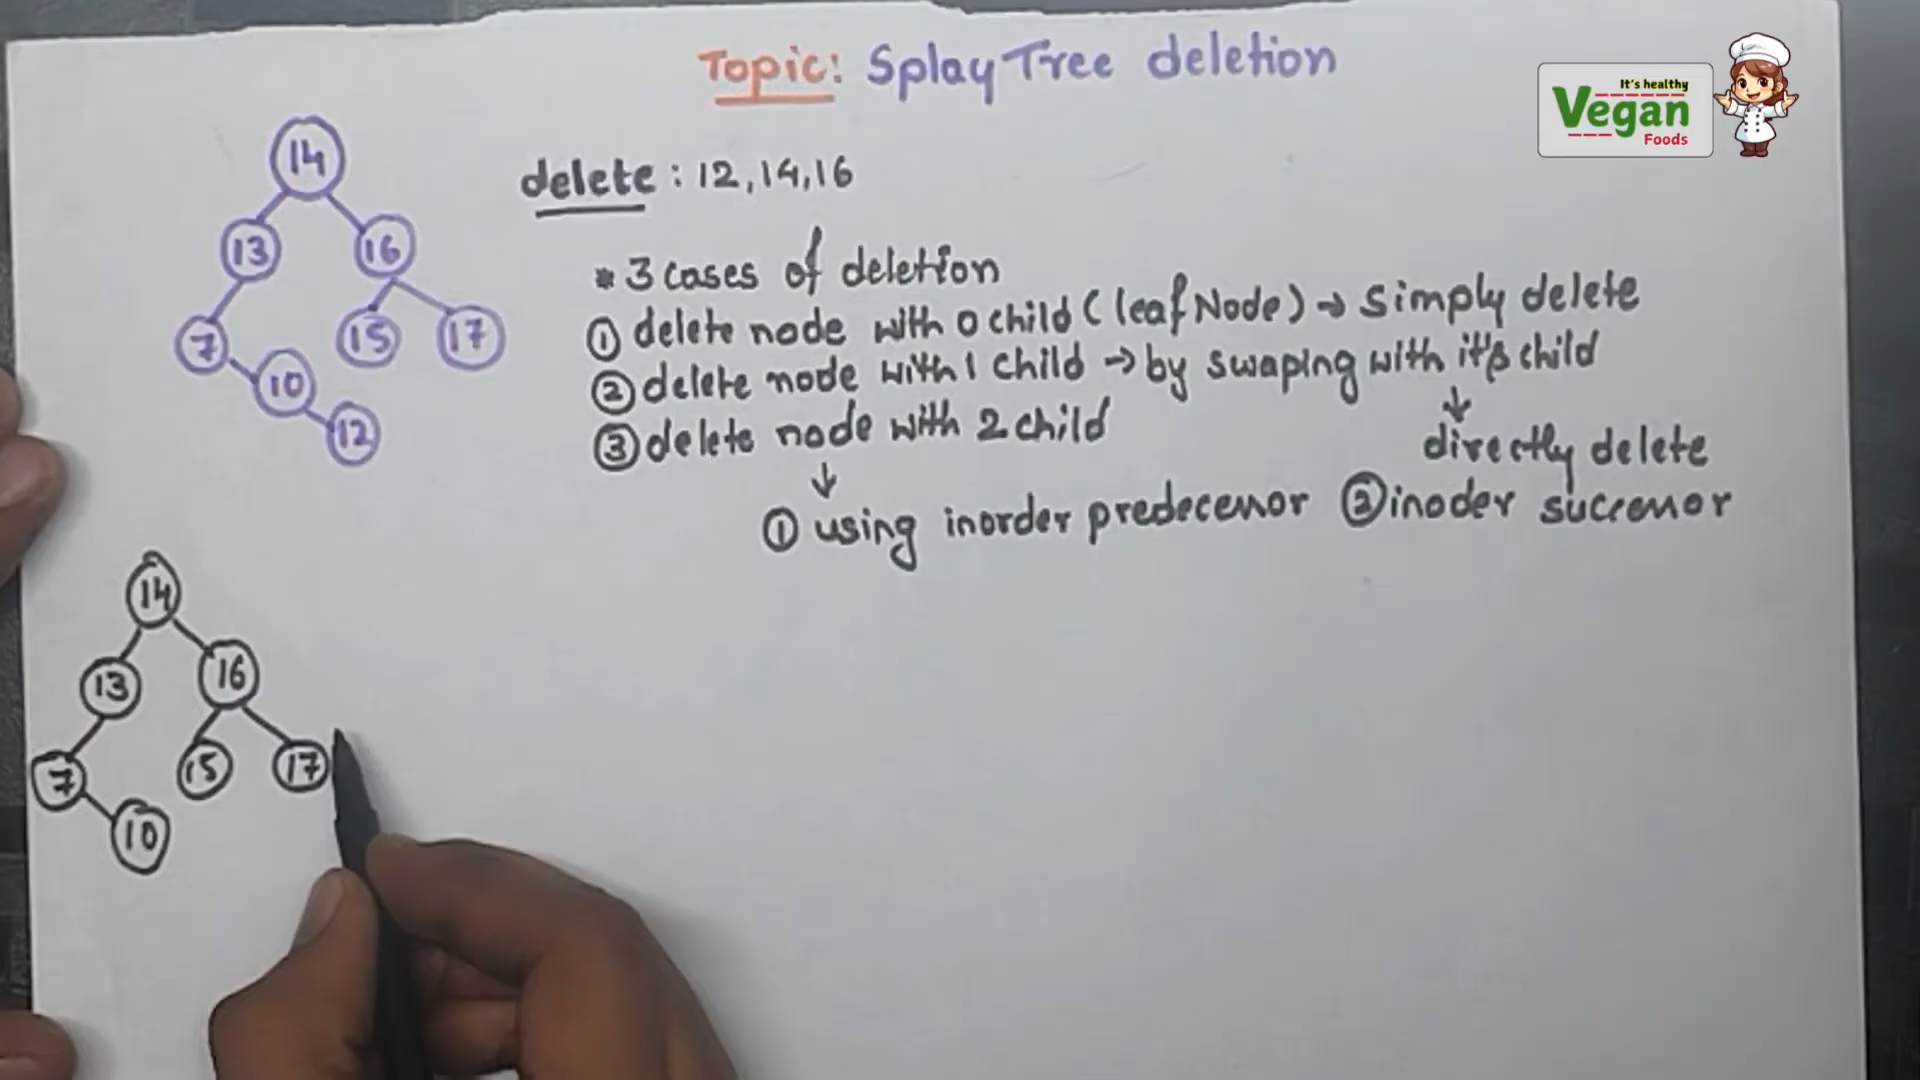 Topic: Splay Tree deletion
It's healthy
Vegan
Foods
14
13
16
7
15
17
10
12
delete : 12,14,16
* 3 cases of deletion
① delete node with 0 child ( leaf Node ) → Simply delete
② delete node with 1 child → by swaping with it's child
↓
directly delete
③ delete node with 2 child
↓
① using inorder predecenor ② inoder succenor
14
13
16
7
15
17
10